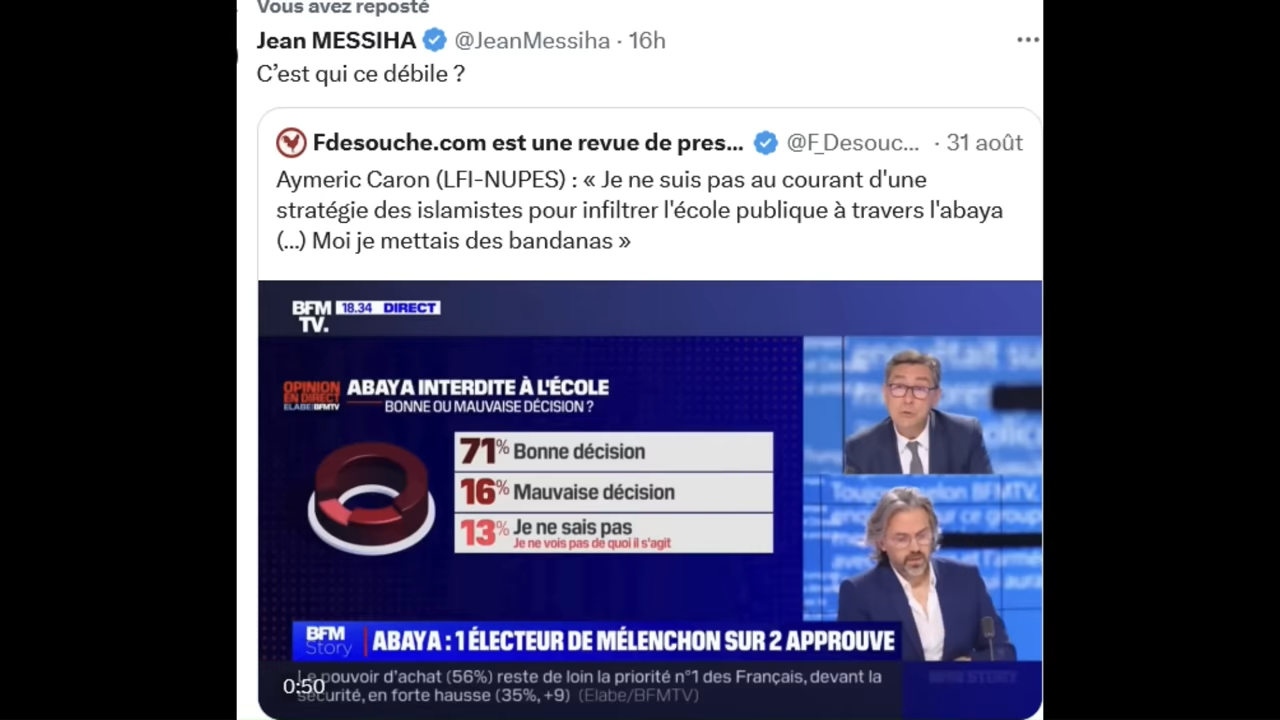 Vous avez reposté
Jean MESSIHA @JeanMessiha · 16h
C’est qui ce débile ?
Fdesouche.com est une revue de pres... @F_Desouc... · 31 août
Aymeric Caron (LFI-NUPES) : « Je ne suis pas au courant d'une
stratégie des islamistes pour infiltrer l'école publique à travers l'abaya
(...) Moi je mettais des bandanas »
BFM 18.34 DIRECT
TV.
OPINION
EN DIRECT
ELABE BFMTV
ABAYA INTERDITE À L'ÉCOLE
BONNE OU MAUVAISE DÉCISION ?
71% Bonne décision
16% Mauvaise décision
13% Je ne sais pas
Je ne vois pas de quoi il s'agit
Toujours selon BFMTV,
BFM
Story
ABAYA : 1 ÉLECTEUR DE MÉLENCHON SUR 2 APPROUVE
Le pouvoir d'achat (56%) reste de loin la priorité n°1 des Français, devant la
sécurité, en forte hausse (35%, +9) (Elabe/BFMTV)
0:50
BFM STORY